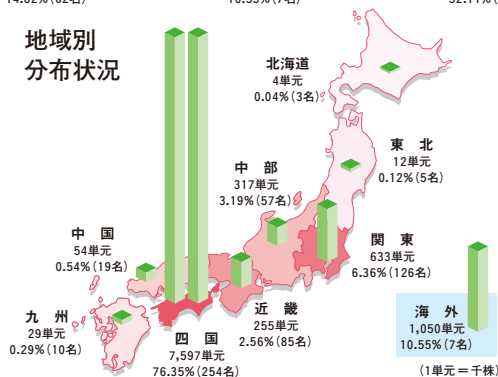 地域別
分布状況
北海道
4単元
0.04%(3名)
東 北
12単元
0.12%(5名)
中 部
317単元
3.19%(57名)
関 東
633単元
6.36%(126名)
中 国
54単元
0.54%(19名)
近 畿
255単元
2.56%(85名)
九 州
29単元
0.29%(10名)
四 国
7,597単元
76.35%(254名)
海 外
1,050単元
10.55%(7名)
(1単元=千株)